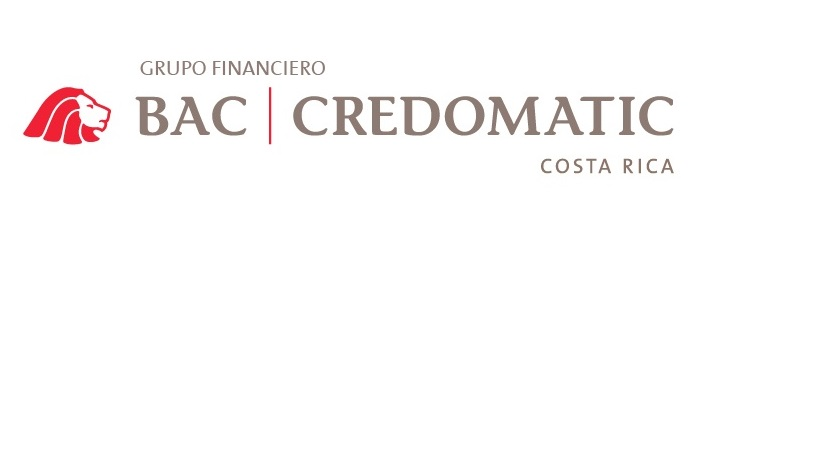 GRUPO FINANCIERO
BAC | CREDOMATIC
COSTA RICA